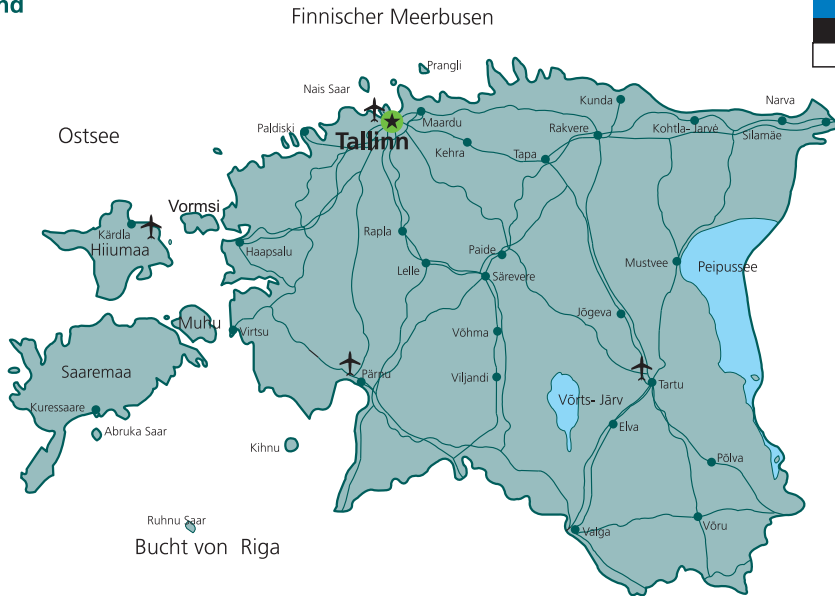 nd
Finnischer Meerbusen
Prangli
Nais Saar
Kunda
Narva
Paldiski
Maardu
Rakvere
Kohtla- Jarve
Silamäe
Ostsee
Tallinn
Kehra
Tapa
Vormsi
Kärdla
Hiiumaa
Haapsalu
Rapla
Paide
Lelle
Särevere
Mustvee
Peipussee
Muhu
Virtsu
Võhma
Jõgeva
Saaremaa
Pärnu
Viljandi
Tartu
Võrts- Järv
Kuressaare
Abruka Saar
Elva
Kihnu
Põlva
Ruhnu Saar
Bucht von Riga
Valga
Võru